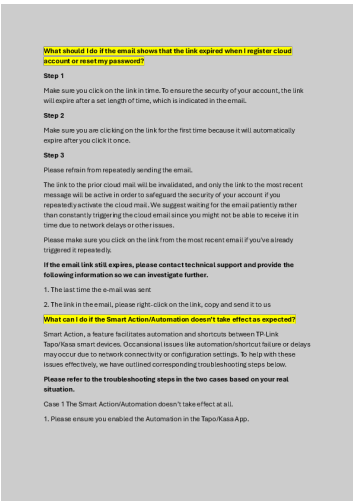 What should I do if the email shows that the link expired when I register cloud
account or reset my password?
Step 1
Make sure you click on the link in time. To ensure the security of your account, the link
will expire after a set length of time, which is indicated in the email.
Step 2
Make sure you are clicking on the link for the first time because it will automatically
expire after you click it once.
Step 3
Please refrain from repeatedly sending the email.
The link to the prior cloud mail will be invalidated, and only the link to the most recent
message will be active in order to safeguard the security of your account if you
repeatedly activate the cloud mail. We suggest waiting for the email patiently rather
than constantly triggering the cloud email since you might not be able to receive it in
time due to network delays or other issues.
Please make sure you click on the link from the most recent email if you've already
triggered it repeatedly.
If the email link still expires, please contact technical support and provide the
following information so we can investigate further.
1. The last time the e-mail was sent
2. The link in the email, please right-click on the link, copy and send it to us
What can I do if the Smart Action/Automation doesn't take effect as expected?
Smart Action, a feature facilitates automation and shortcuts between TP-Link
Tapo/Kasa smart devices. Occansional issues like automation/shortcut failure or delays
may occur due to network connectivity or configuration settings. To help with these
issues effectively, we have outlined corresponding troubleshooting steps below.
Please refer to the troubleshooting steps in the two cases based on your real
situation.
Case 1 The Smart Action/Automation doesn't take effect at all.
1. Please ensure you enabled the Automation in the Tapo/Kasa App.